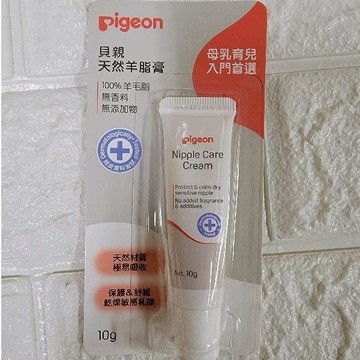 pigeon
貝親
天然羊脂膏
100%羊毛脂
無香料
無添加物
母乳育兒
入門首選
Dermatologically-Tested
pigeon
Nipple Care
Cream
Protect & calm dry
sensitive nipple
No added fragrance
& additives
Net. 10g
天然材質
極易吸收
保護&舒緩
乾燥敏感乳頭
10g